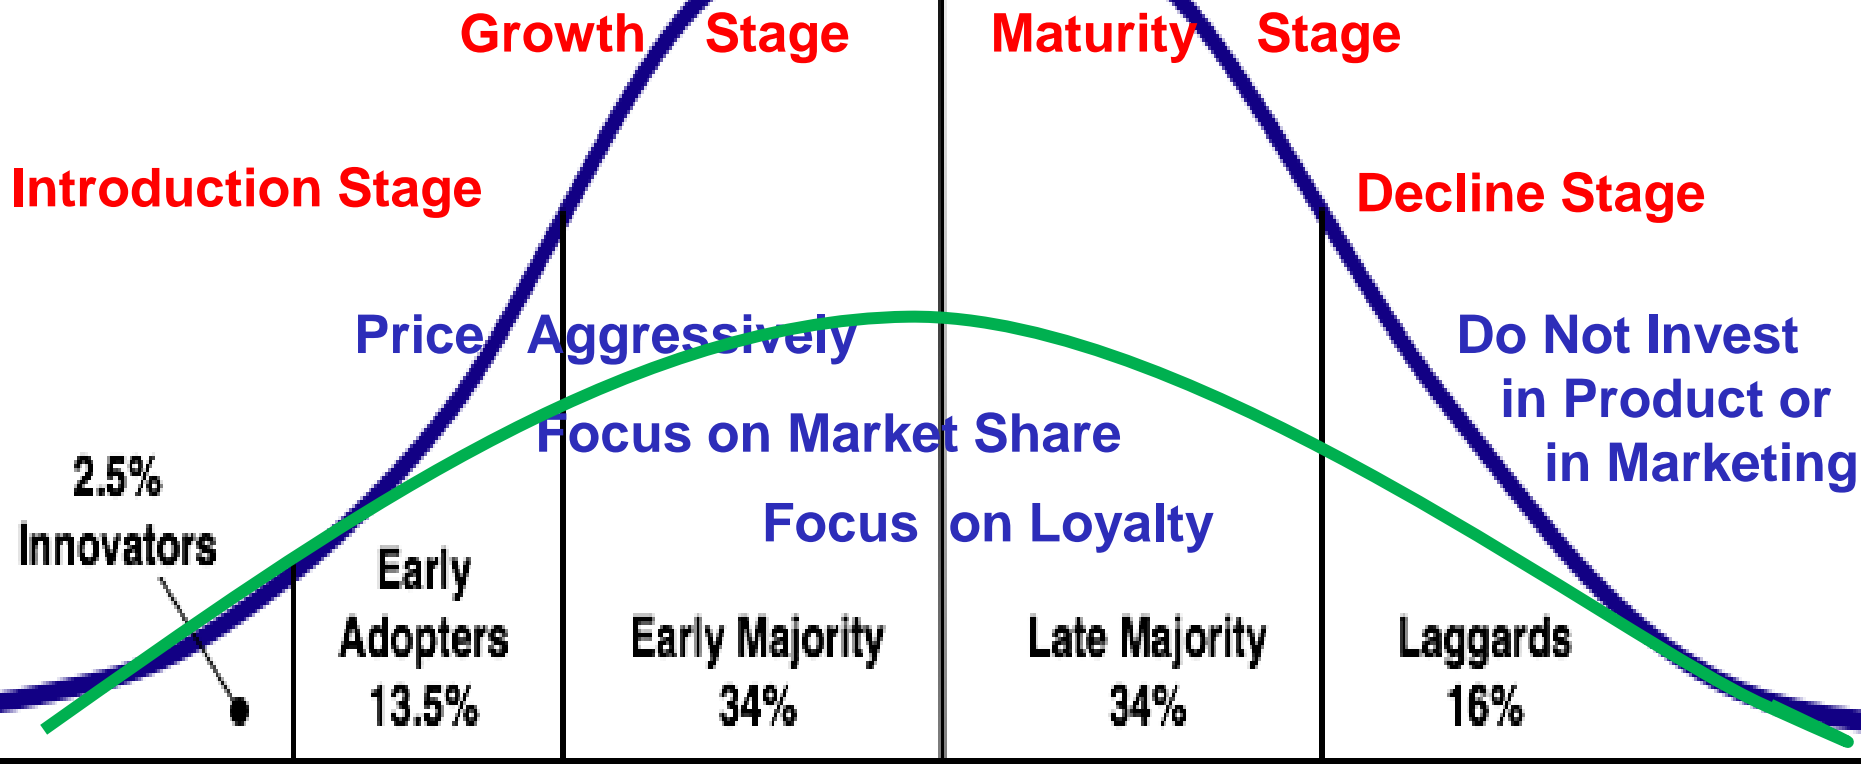 Growth Stage
Maturity Stage
Introduction Stage
Decline Stage
Price Aggressively
Focus on Market Share
Focus on Loyalty
Do Not Invest
in Product or
in Marketing
2.5%
Innovators
Early
Adopters
13.5%
Early Majority
34%
Late Majority
34%
Laggards
16%